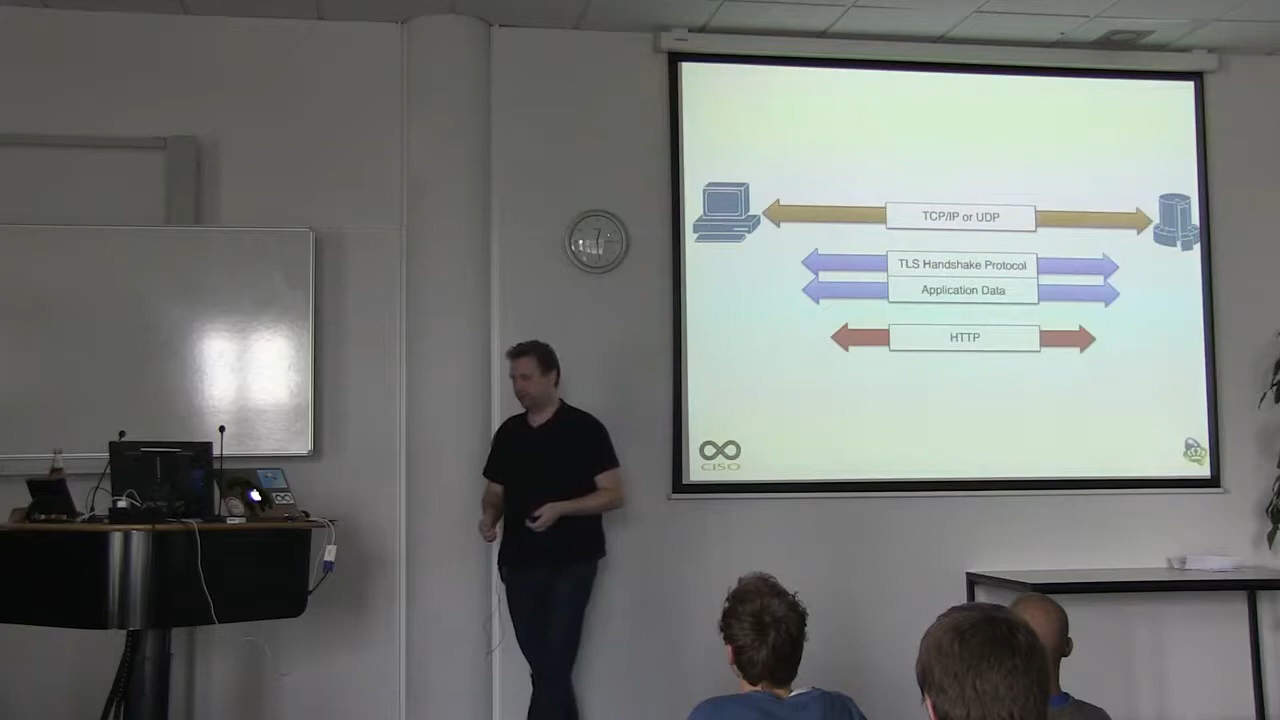 TCP/IP or UDP
TLS Handshake Protocol
Application Data
HTTP
CISO